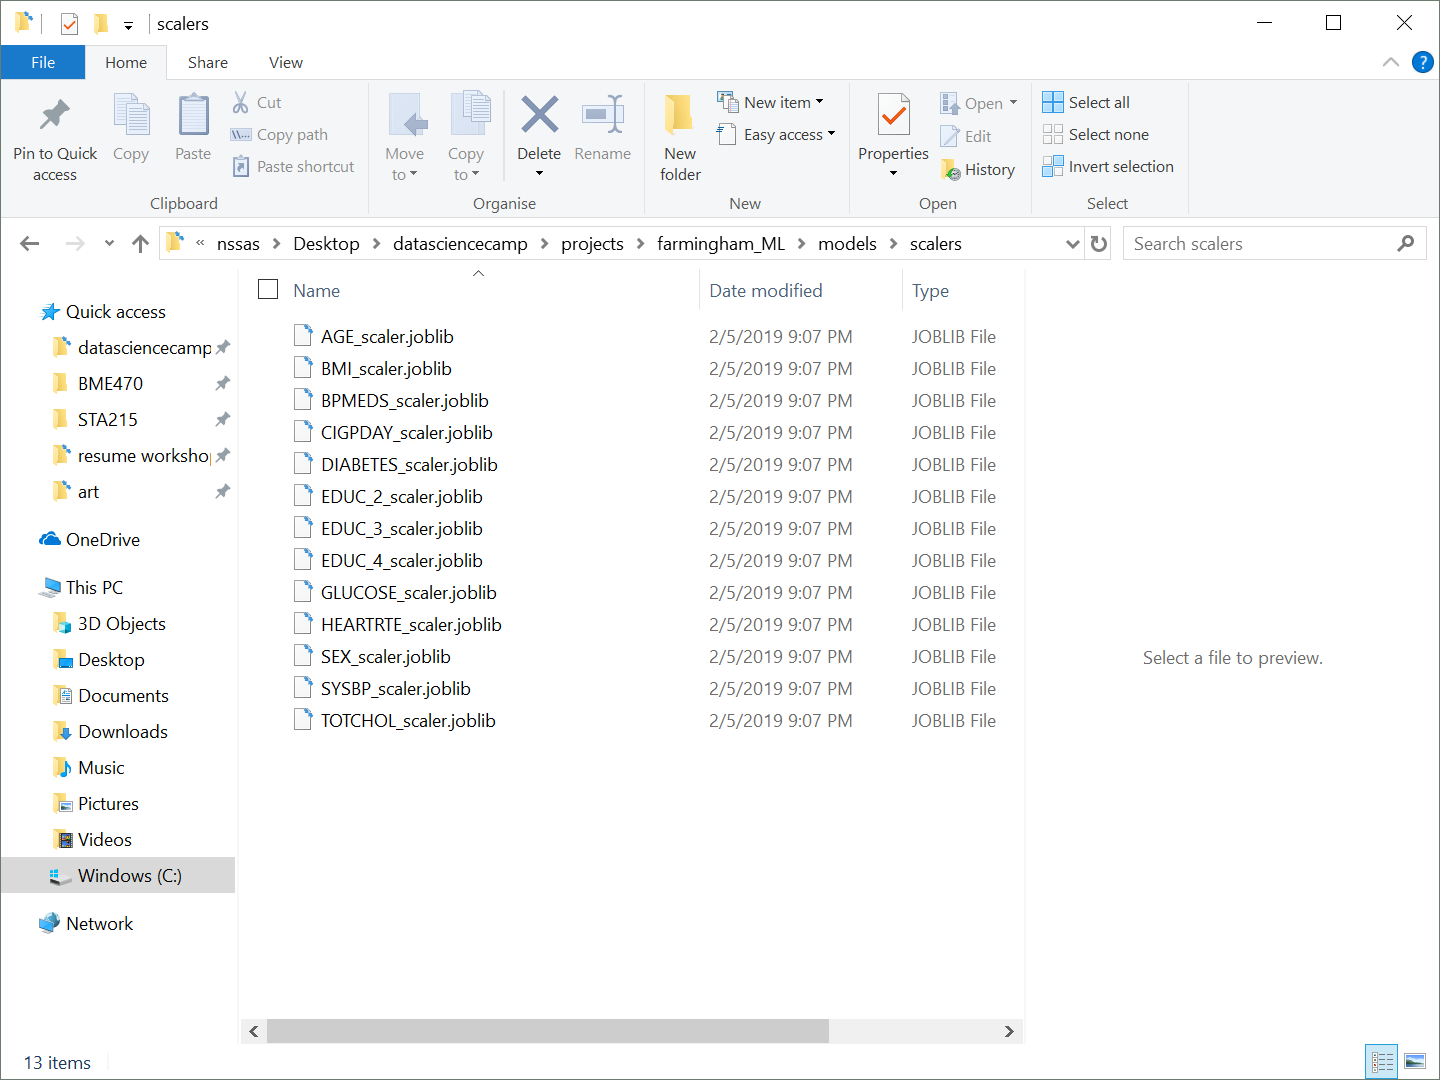 scalers
File Home Share View
?
Pin to Quick access
Copy
Paste
Cut
Copy path
Paste shortcut
Clipboard
Move to
Copy to
Delete
Rename
Organise
New folder
New item
Easy access
New
Properties
Open
Edit
History
Open
Select all
Select none
Invert selection
Select
« nssas > Desktop > datasciencecamp > projects > farmingham_ML > models > scalers
Search scalers
Quick access
datasciencecamp
BME470
STA215
resume workshop
art
OneDrive
This PC
3D Objects
Desktop
Documents
Downloads
Music
Pictures
Videos
Windows (C:)
Network
Name Date modified Type
AGE_scaler.joblib 2/5/2019 9:07 PM JOBLIB File
BMI_scaler.joblib 2/5/2019 9:07 PM JOBLIB File
BPMEDS_scaler.joblib 2/5/2019 9:07 PM JOBLIB File
CIGPDAY_scaler.joblib 2/5/2019 9:07 PM JOBLIB File
DIABETES_scaler.joblib 2/5/2019 9:07 PM JOBLIB File
EDUC_2_scaler.joblib 2/5/2019 9:07 PM JOBLIB File
EDUC_3_scaler.joblib 2/5/2019 9:07 PM JOBLIB File
EDUC_4_scaler.joblib 2/5/2019 9:07 PM JOBLIB File
GLUCOSE_scaler.joblib 2/5/2019 9:07 PM JOBLIB File
HEARTRTE_scaler.joblib 2/5/2019 9:07 PM JOBLIB File
SEX_scaler.joblib 2/5/2019 9:07 PM JOBLIB File
SYSBP_scaler.joblib 2/5/2019 9:07 PM JOBLIB File
TOTCHOL_scaler.joblib 2/5/2019 9:07 PM JOBLIB File
Select a file to preview.
13 items